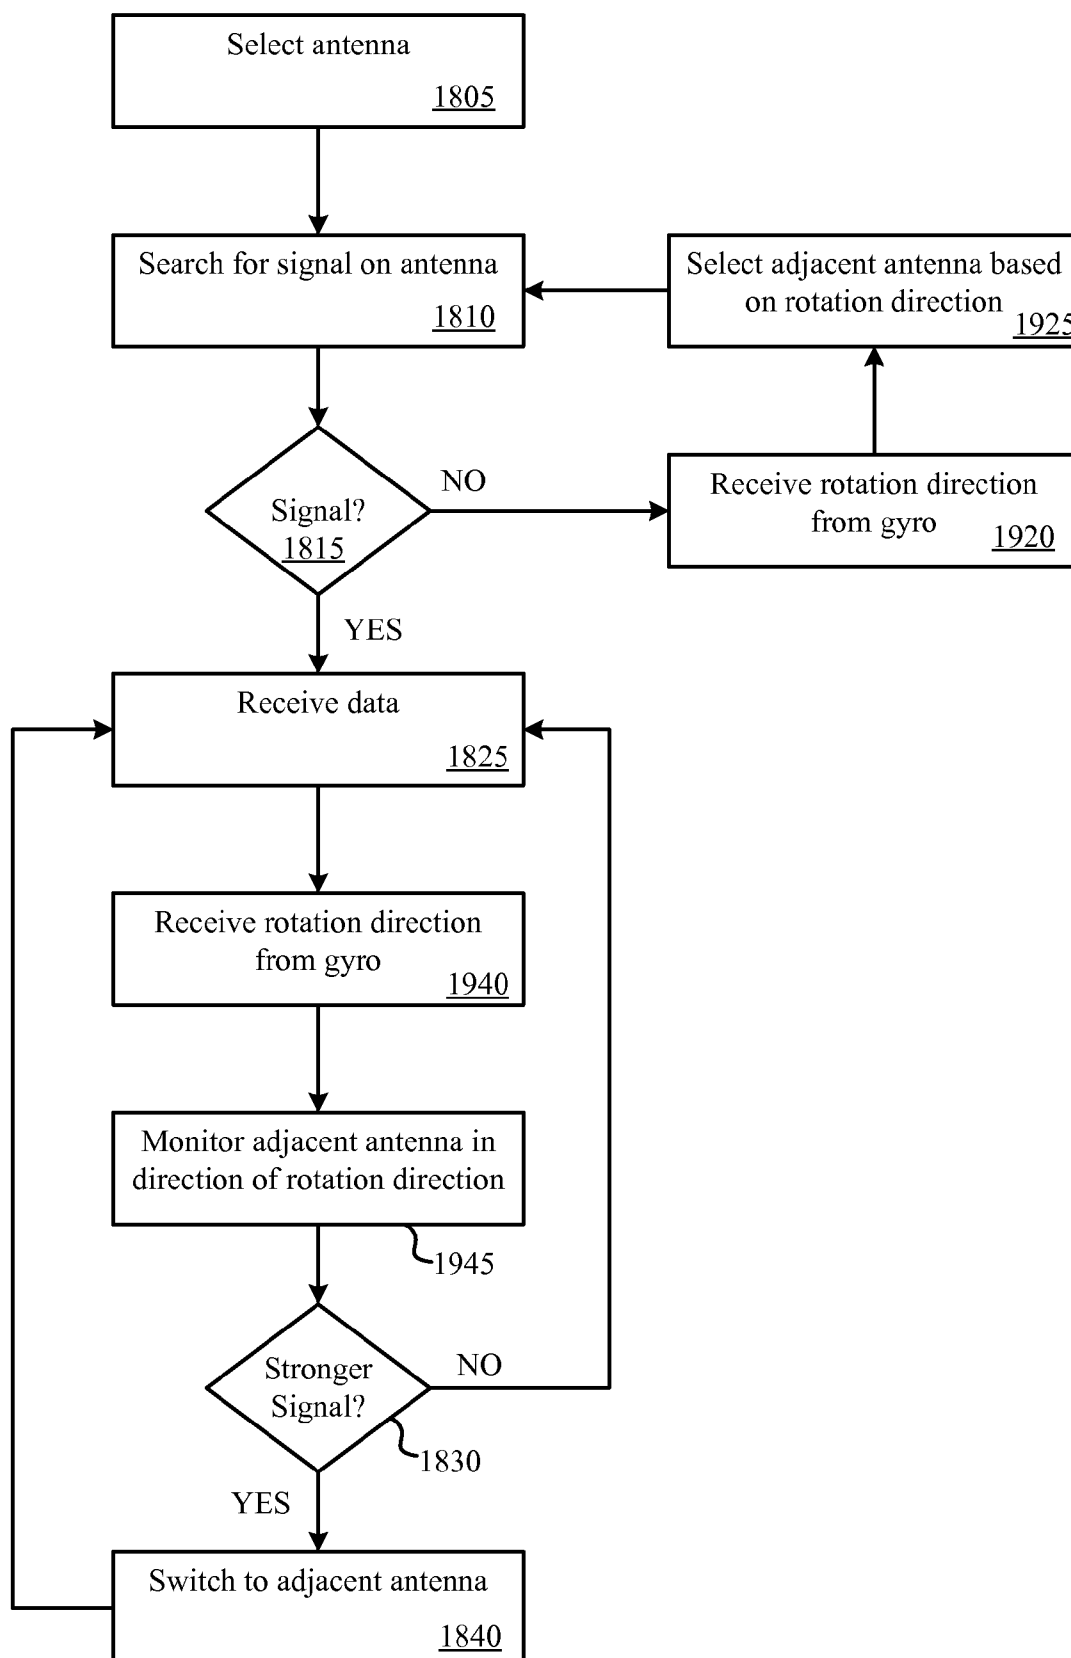 Select antenna
1805
Search for signal on antenna
1810
Select adjacent antenna based
on rotation direction
1925
Signal?
1815
NO
Receive rotation direction
from gyro
1920
YES
Receive data
1825
Receive rotation direction
from gyro
1940
Monitor adjacent antenna in
direction of rotation direction
1945
Stronger
Signal?
NO
1830
YES
Switch to adjacent antenna
1840